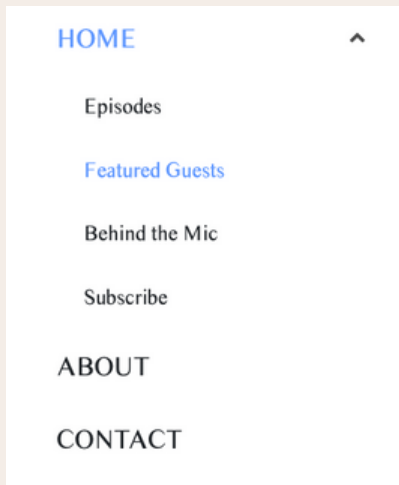 HOME
Episodes
Featured Guests
Behind the Mic
Subscribe
ABOUT
CONTACT